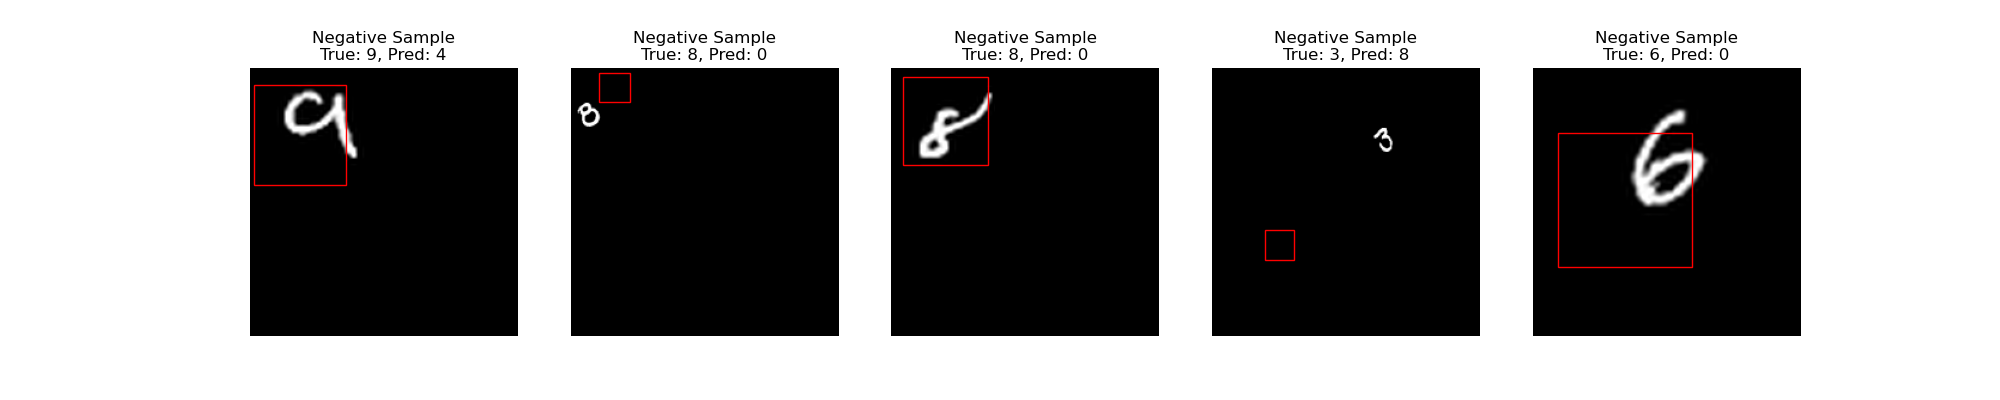 Negative Sample
True: 9, Pred: 4
9
Negative Sample
True: 8, Pred: 0
8
Negative Sample
True: 8, Pred: 0
8
Negative Sample
True: 3, Pred: 8
3
Negative Sample
True: 6, Pred: 0
6